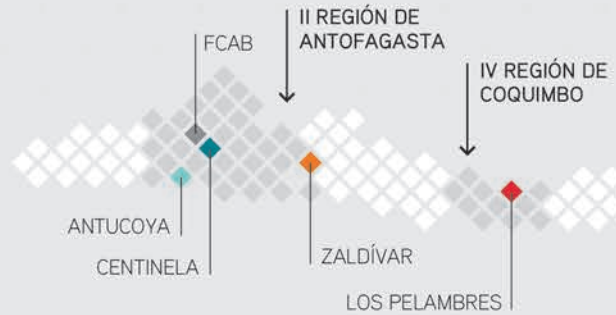 II REGIÓN DE
ANTOFAGASTA
FCAB
IV REGIÓN DE
COQUIMBO
ANTUCOYA
CENTINELA
ZALDÍVAR
LOS PELAMBRES